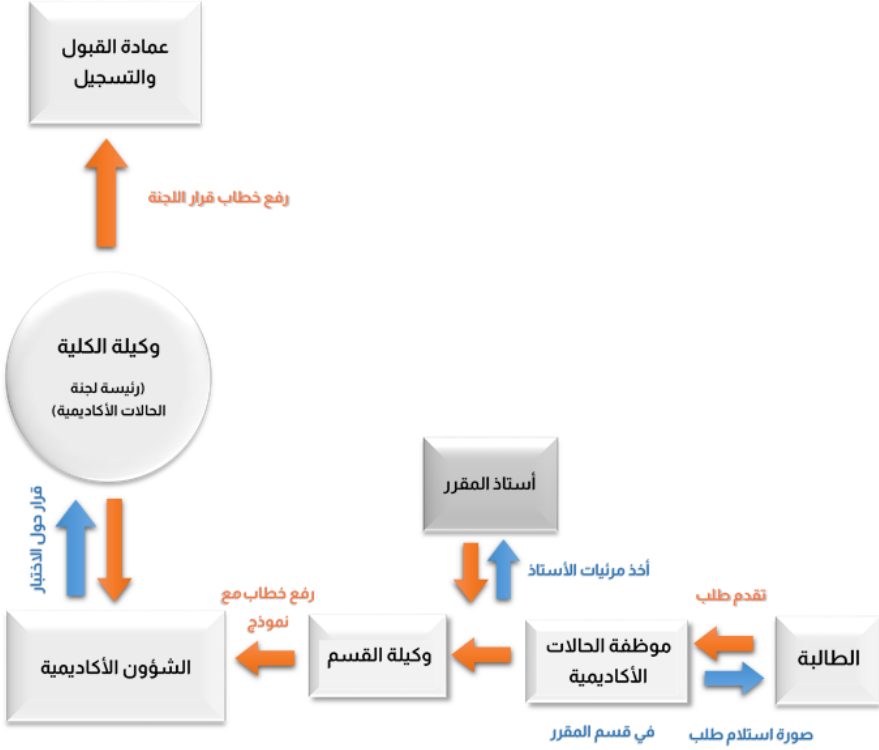 عمادة القبول
والتسجيل
رفع خطاب قرار اللجنة
وكيلة الكلية
(رئيسة لجنة
الحالات الأكاديمية)
قرار حول الاختبار
أستاذ المقرر
أخذ مرئيات الأستاذ
تقدم طلب
الطالبة
موظفة الحالات
الأكاديمية
وكيلة القسم
رفع خطاب مع
نموذج
الشؤون الأكاديمية
صورة استلام طلب
في قسم المقرر